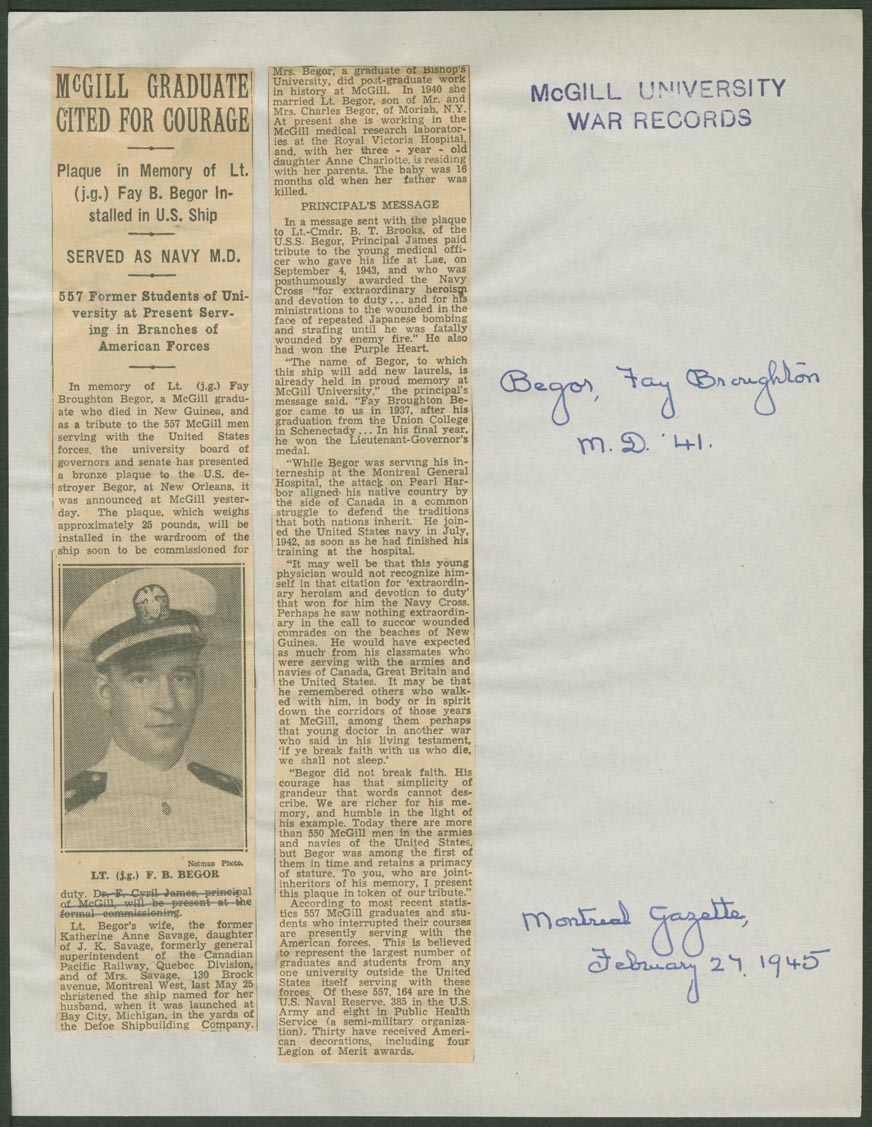 McGILL GRADUATE
CITED FOR COURAGE
Plaque in Memory of Lt.
(j.g.) Fay B. Begor In-
stalled in U.S. Ship
SERVED AS NAVY M.D.
557 Former Students of Uni-
versity at Present Serv-
ing in Branches of
American Forces
In memory of Lt. (j.g.) Fay
Broughton Begor, a McGill gradu-
ate who died in New Guinea, and
as a tribute to the 557 McGill men
serving with the United States
forces, the university board of
governors and senate has presented
a bronze plaque to the U.S. de-
stroyer Begor, at New Orleans, it
was announced at McGill yester-
day. The plaque, which weighs
approximately 25 pounds, will be
installed in the wardroom of the
ship soon to be commissioned for
Notman Photo.
LT. (j.g.) F. B. BEGOR
duty. Dr. F. Cyril James, principal
of McGill, will be present at the
formal commissioning.
Lt. Begor's wife, the former
Katherine Anne Savage, daughter
of J. K. Savage, formerly general
superintendent of the Canadian
Pacific Railway, Quebec Division,
and of Mrs. Savage, 130 Brock
avenue, Montreal West, last May 25
christened the ship named for her
husband, when it was launched at
Bay City, Michigan, in the yards of
the Defoe Shipbuilding Company.
Mrs. Begor, a graduate of Bishop's
University, did post-graduate work
in history at McGill. In 1940 she
married Lt. Begor, son of Mr. and
Mrs. Charles Begor, of Moriah, N.Y.
At present she is working in the
McGill medical research laborator-
ies at the Royal Victoria Hospital,
and, with her three - year - old
daughter Anne Charlotte, is residing
with her parents. The baby was 16
months old when her father was
killed.
PRINCIPAL'S MESSAGE
In a message sent with the plaque
to Lt.-Cmdr. B. T. Brooks, of the
U.S.S. Begor, Principal James paid
tribute to the young medical offi-
cer who gave his life at Lae, on
September 4, 1943, and who was
posthumously awarded the Navy
Cross "for extraordinary heroism
and devotion to duty... and for his
ministrations to the wounded in the
face of repeated Japanese bombing
and strafing until he was fatally
wounded by enemy fire." He also
had won the Purple Heart.
"The name of Begor, to which
this ship will add new laurels, is
already held in proud memory at
McGill University," the principal's
message said. "Fay Broughton Be-
gor came to us in 1937, after his
graduation from the Union College
in Schenectady... In his final year,
he won the Lieutenant-Governor's
medal.
"While Begor was serving his in-
terneship at the Montreal General
Hospital, the attack on Pearl Har-
bor aligned his native country by
the side of Canada in a common
struggle to defend the traditions
that both nations inherit. He join-
ed the United States navy in July,
1942, as soon as he had finished his
training at the hospital.
"It may well be that this young
physician would not recognize him-
self in that citation for 'extraordin-
ary heroism and devotion to duty'
that won for him the Navy Cross.
Perhaps he saw nothing extraordin-
ary in the call to succor wounded
comrades on the beaches of New
Guinea. He would have expected
as much from his classmates who
were serving with the armies and
navies of Canada, Great Britain and
the United States. It may be that
he remembered others who walk-
ed with him, in body or in spirit
down the corridors of those years
at McGill, among them perhaps
that young doctor in another war
who said in his living testament,
'if ye break faith with us who die,
we shall not sleep.'
"Begor did not break faith. His
courage has that simplicity of
grandeur that words cannot des-
cribe. We are richer for his me-
mory, and humble in the light of
his example. Today there are more
than 550 McGill men in the armies
and navies of the United States,
but Begor was among the first of
them in time and retains a primacy
of stature. To you, who are joint-
inheritors of his memory, I present
this plaque in token of our tribute."
According to most recent statis-
tics 557 McGill graduates and stu-
dents who interrupted their courses
are presently serving with the
American forces. This is believed
to represent the largest number of
graduates and students from any
one university outside the United
States itself serving with these
forces. Of these 557, 164 are in the
U.S. Naval Reserve, 385 in the U.S.
Army and eight in Public Health
Service (a semi-military organiza-
tion). Thirty have received Ameri-
can decorations, including four
Legion of Merit awards.
McGILL UNIVERSITY
WAR RECORDS
Begor, Fay Broughton
M.D. '41.
Montreal Gazette,
February 27, 1945